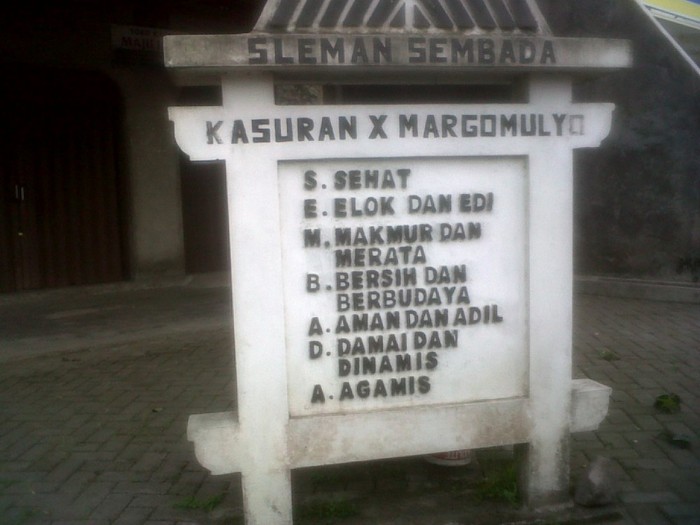 SLEMAN SEMBADA
KASURAN X MARGOMULYO
S. SEHAT
E. ELOK DAN EDI
M. MAKMUR DAN
MERATA
B. BERSIH DAN
BERBUDAYA
A. AMAN DAN ADIL
D. DAMAI DAN
DINAMIS
A. AGAMIS